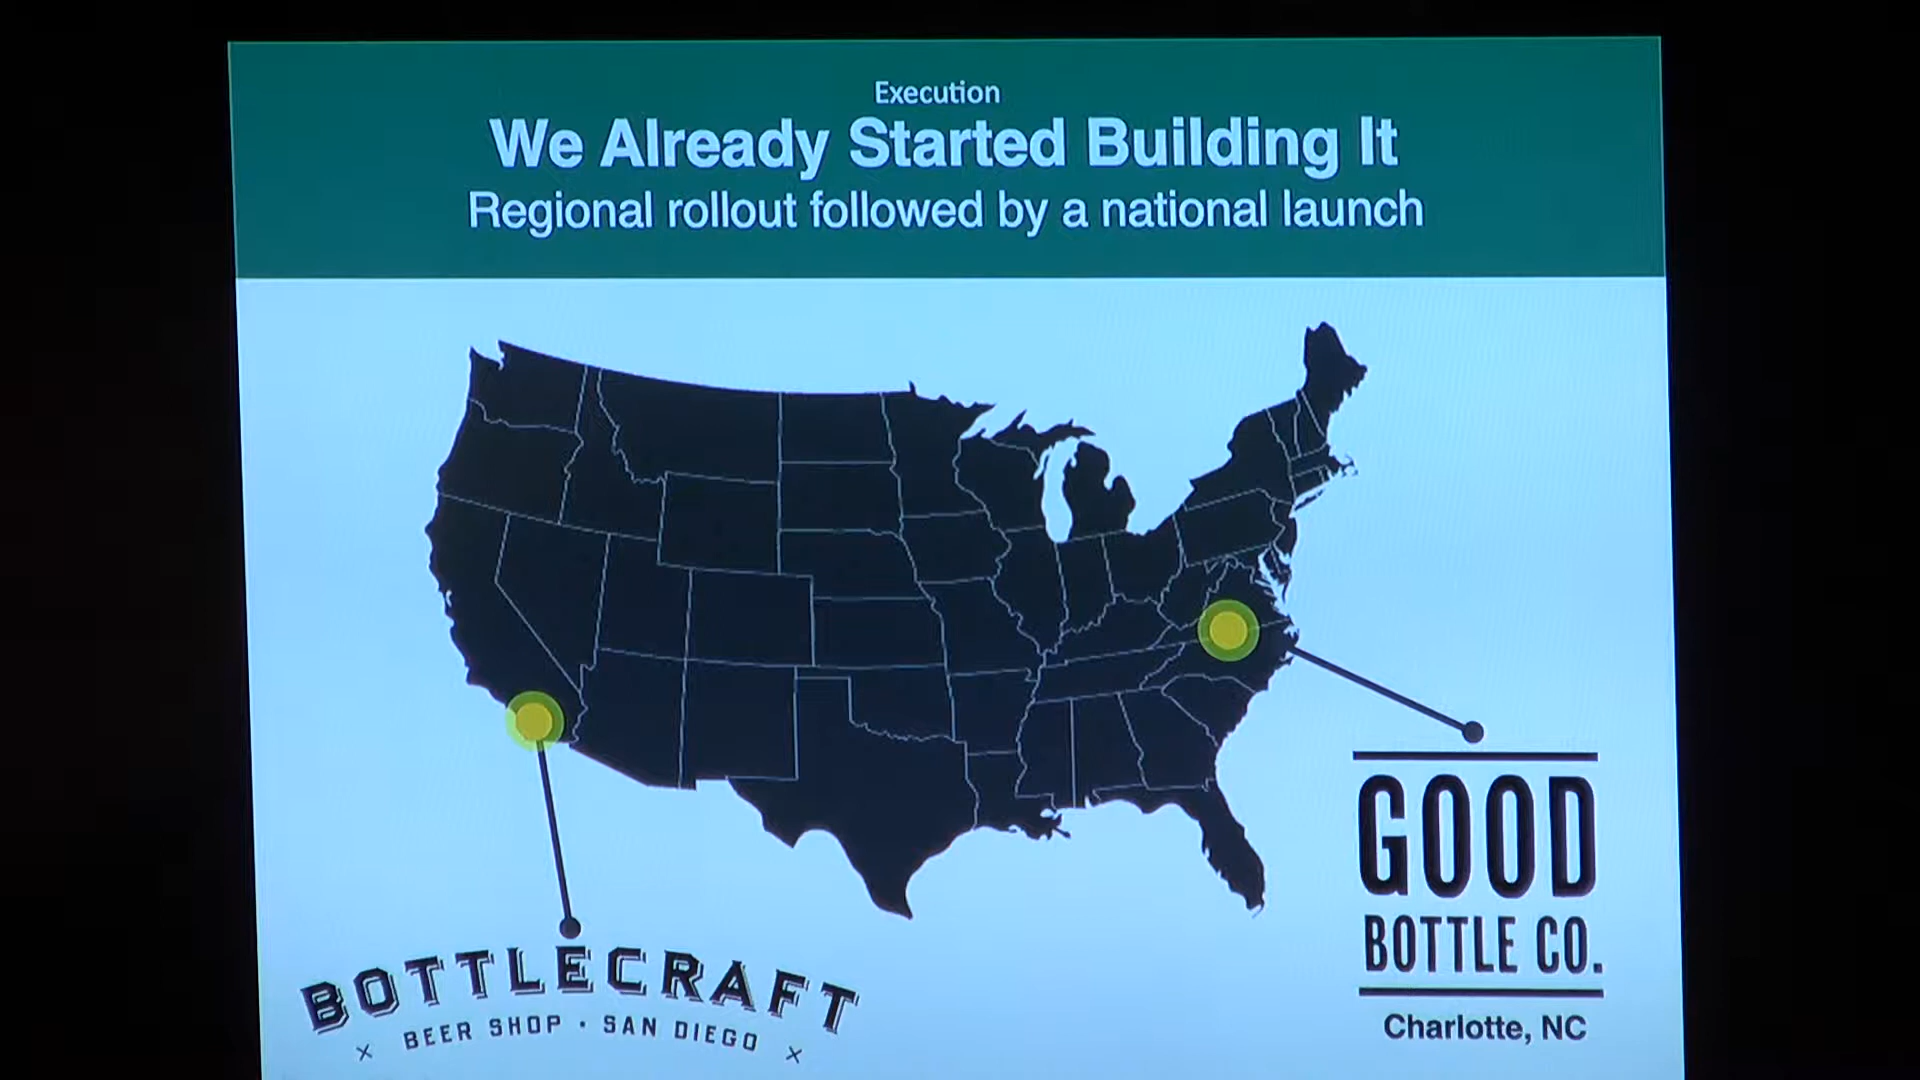 Execution
We Already Started Building It
Regional rollout followed by a national launch
GOOD
BOTTLE CO.
Charlotte, NC
BOTTLECRAFT
BEER SHOP · SAN DIEGO